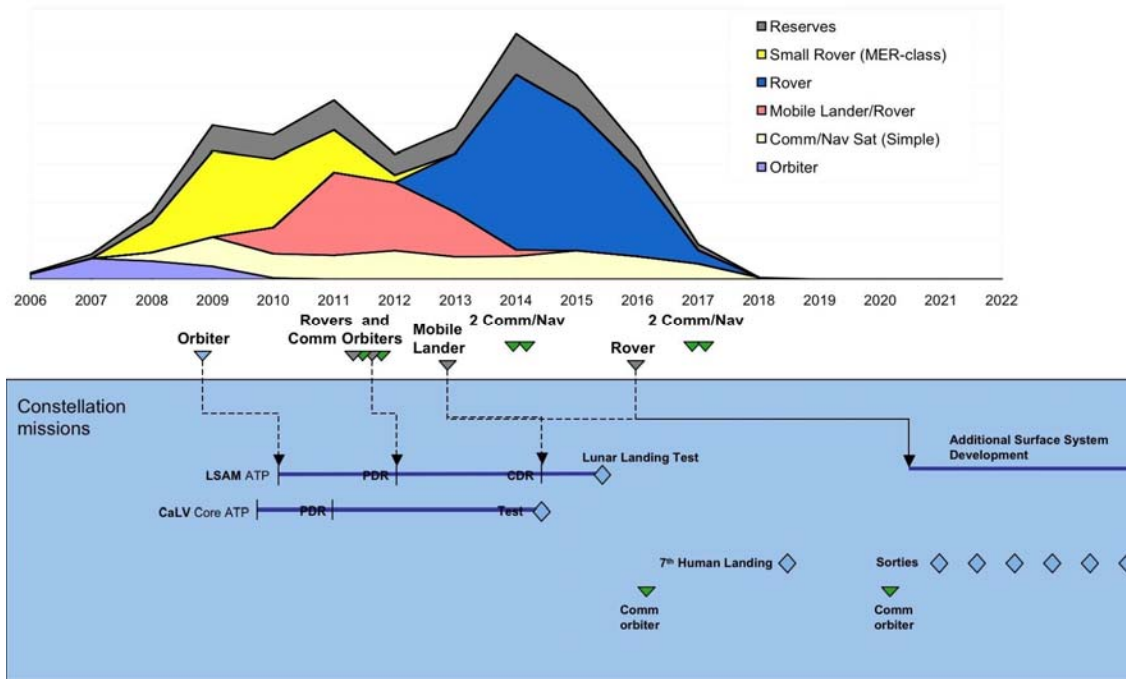 Reserves
Small Rover (MER-class)
Rover
Mobile Lander/Rover
Comm/Nav Sat (Simple)
Orbiter
2006 2007 2008 2009 2010 2011 2012 2013 2014 2015 2016 2017 2018 2019 2020 2021 2022
Orbiter
Rovers and
Comm Orbiters
Mobile
Lander
2 Comm/Nav
Rover
2 Comm/Nav
Constellation
missions
LSAM ATP
PDR
CDR
Lunar Landing Test
Additional Surface System
Development
CaLV Core ATP
PDR
Test
7th Human Landing
Sorties
Comm
orbiter
Comm
orbiter